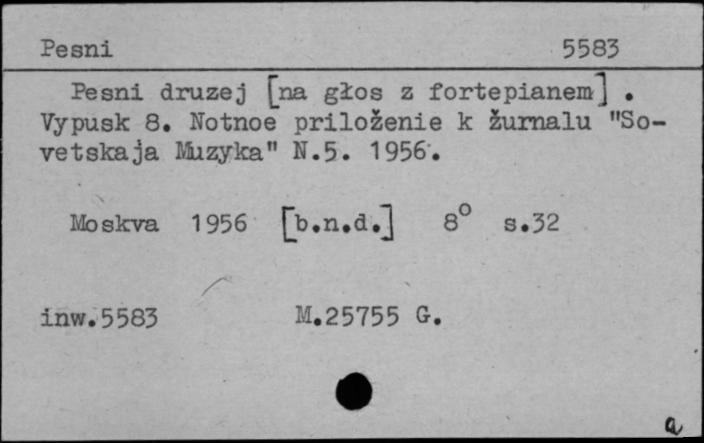 Pesni 5583
Pesni druzej [na głos z fortepianem] .
Vypusk 8. Notnoe priloženie k žurnalu "So-
vetskaja Muzyka" N.5. 1956.
Moskva 1956 [b.n.d.] 8° s.32
inw.5583 M.25755 G.
a